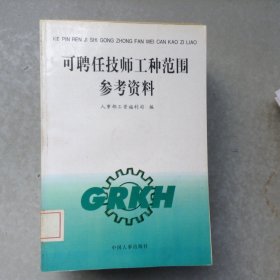 KE PIN REN JI SHI GONG ZHONG FAN WEI CAN KAO ZI LIAO
可聘任技师工种范围
参考资料
人事部工资福利司 编
GRKH
中国人事出版社